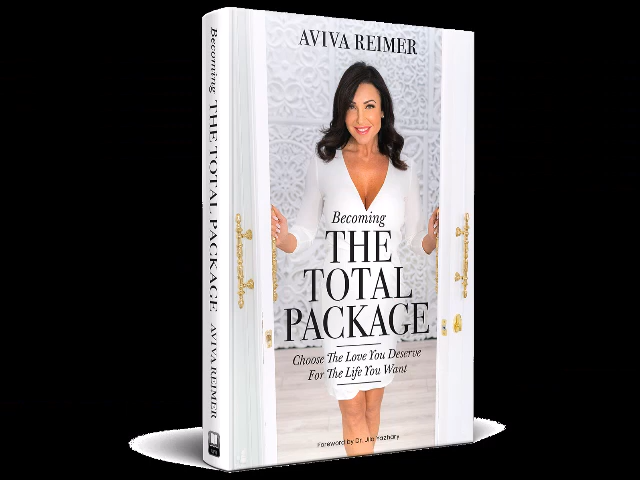 Becoming THE TOTAL PACKAGE AVIVA REIMER
AVIVA REIMER
Becoming
THE
TOTAL
PACKAGE
Choose The Love You Deserve
For The Life You Want
Foreword by Dr.